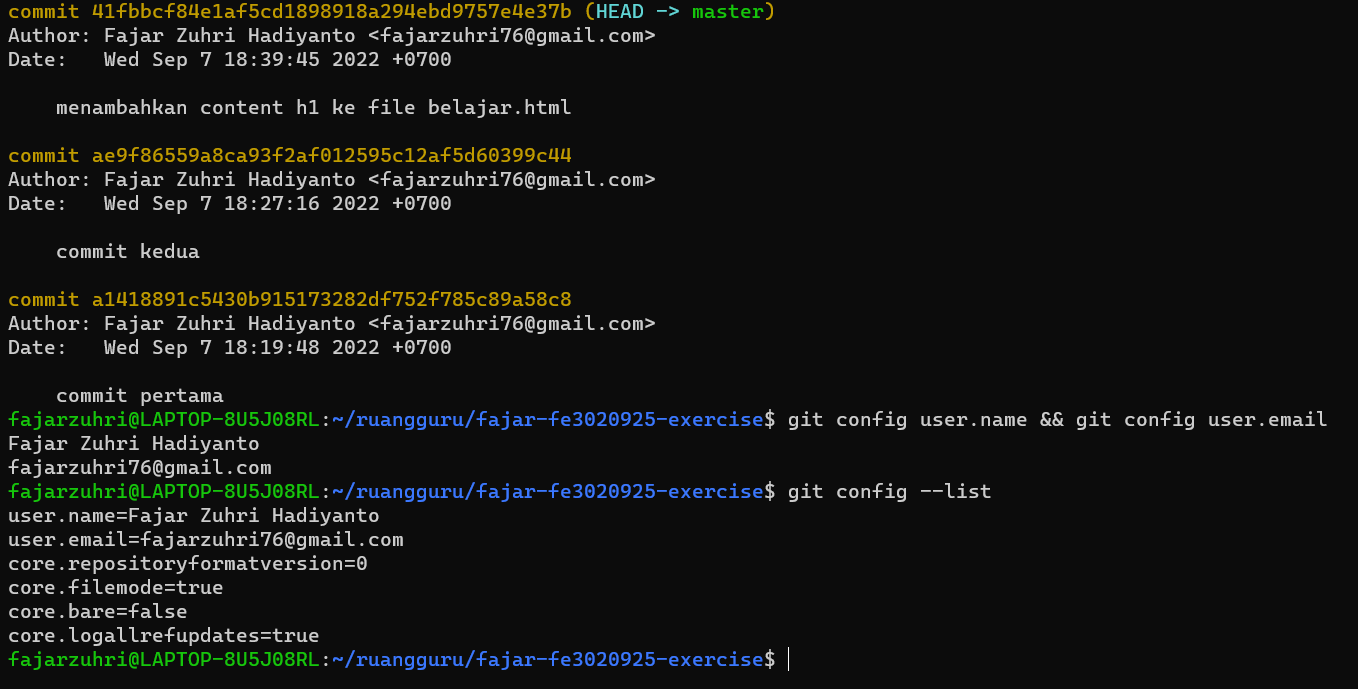 commit 41fbbcf84e1af5cd1898918a294ebd9757e4e37b (HEAD -> master)
Author: Fajar Zuhri Hadiyanto <fajarzuhri76@gmail.com>
Date:   Wed Sep 7 18:39:45 2022 +0700

    menambahkan content h1 ke file belajar.html

commit ae9f86559a8ca93f2af012595c12af5d60399c44
Author: Fajar Zuhri Hadiyanto <fajarzuhri76@gmail.com>
Date:   Wed Sep 7 18:27:16 2022 +0700

    commit kedua

commit a1418891c5430b915173282df752f785c89a58c8
Author: Fajar Zuhri Hadiyanto <fajarzuhri76@gmail.com>
Date:   Wed Sep 7 18:19:48 2022 +0700

    commit pertama
fajarzuhri@LAPTOP-8U5J08RL:~/ruangguru/fajar-fe3020925-exercise$ git config user.name && git config user.email
Fajar Zuhri Hadiyanto
fajarzuhri76@gmail.com
fajarzuhri@LAPTOP-8U5J08RL:~/ruangguru/fajar-fe3020925-exercise$ git config --list
user.name=Fajar Zuhri Hadiyanto
user.email=fajarzuhri76@gmail.com
core.repositoryformatversion=0
core.filemode=true
core.bare=false
core.logallrefupdates=true
fajarzuhri@LAPTOP-8U5J08RL:~/ruangguru/fajar-fe3020925-exercise$